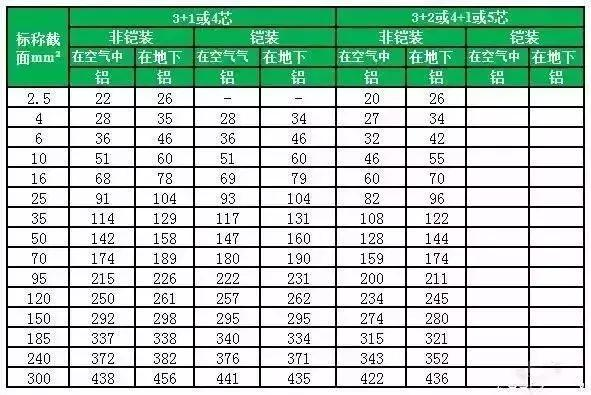 标称截面mm² 3+1或4芯 3+2或4+1或5芯
非铠装 铠装 非铠装 铠装
在空气中 在地下 在空气气 在地下 在空气中 在地下 在空气中 在地下
铝 铝 铝 铝 铝 铝 铝 铝
2.5 22 26 - - 20 26
4 28 35 28 34 27 34
6 36 46 36 46 32 42
10 51 60 51 60 46 55
16 68 78 69 79 60 70
25 91 104 93 104 82 96
35 114 129 117 131 108 122
50 142 158 147 160 128 144
70 174 189 180 190 159 174
95 215 226 222 231 200 211
120 250 261 257 262 234 245
150 292 298 295 295 274 280
185 337 338 340 334 315 321
240 372 382 376 371 343 352
300 438 456 441 435 422 436